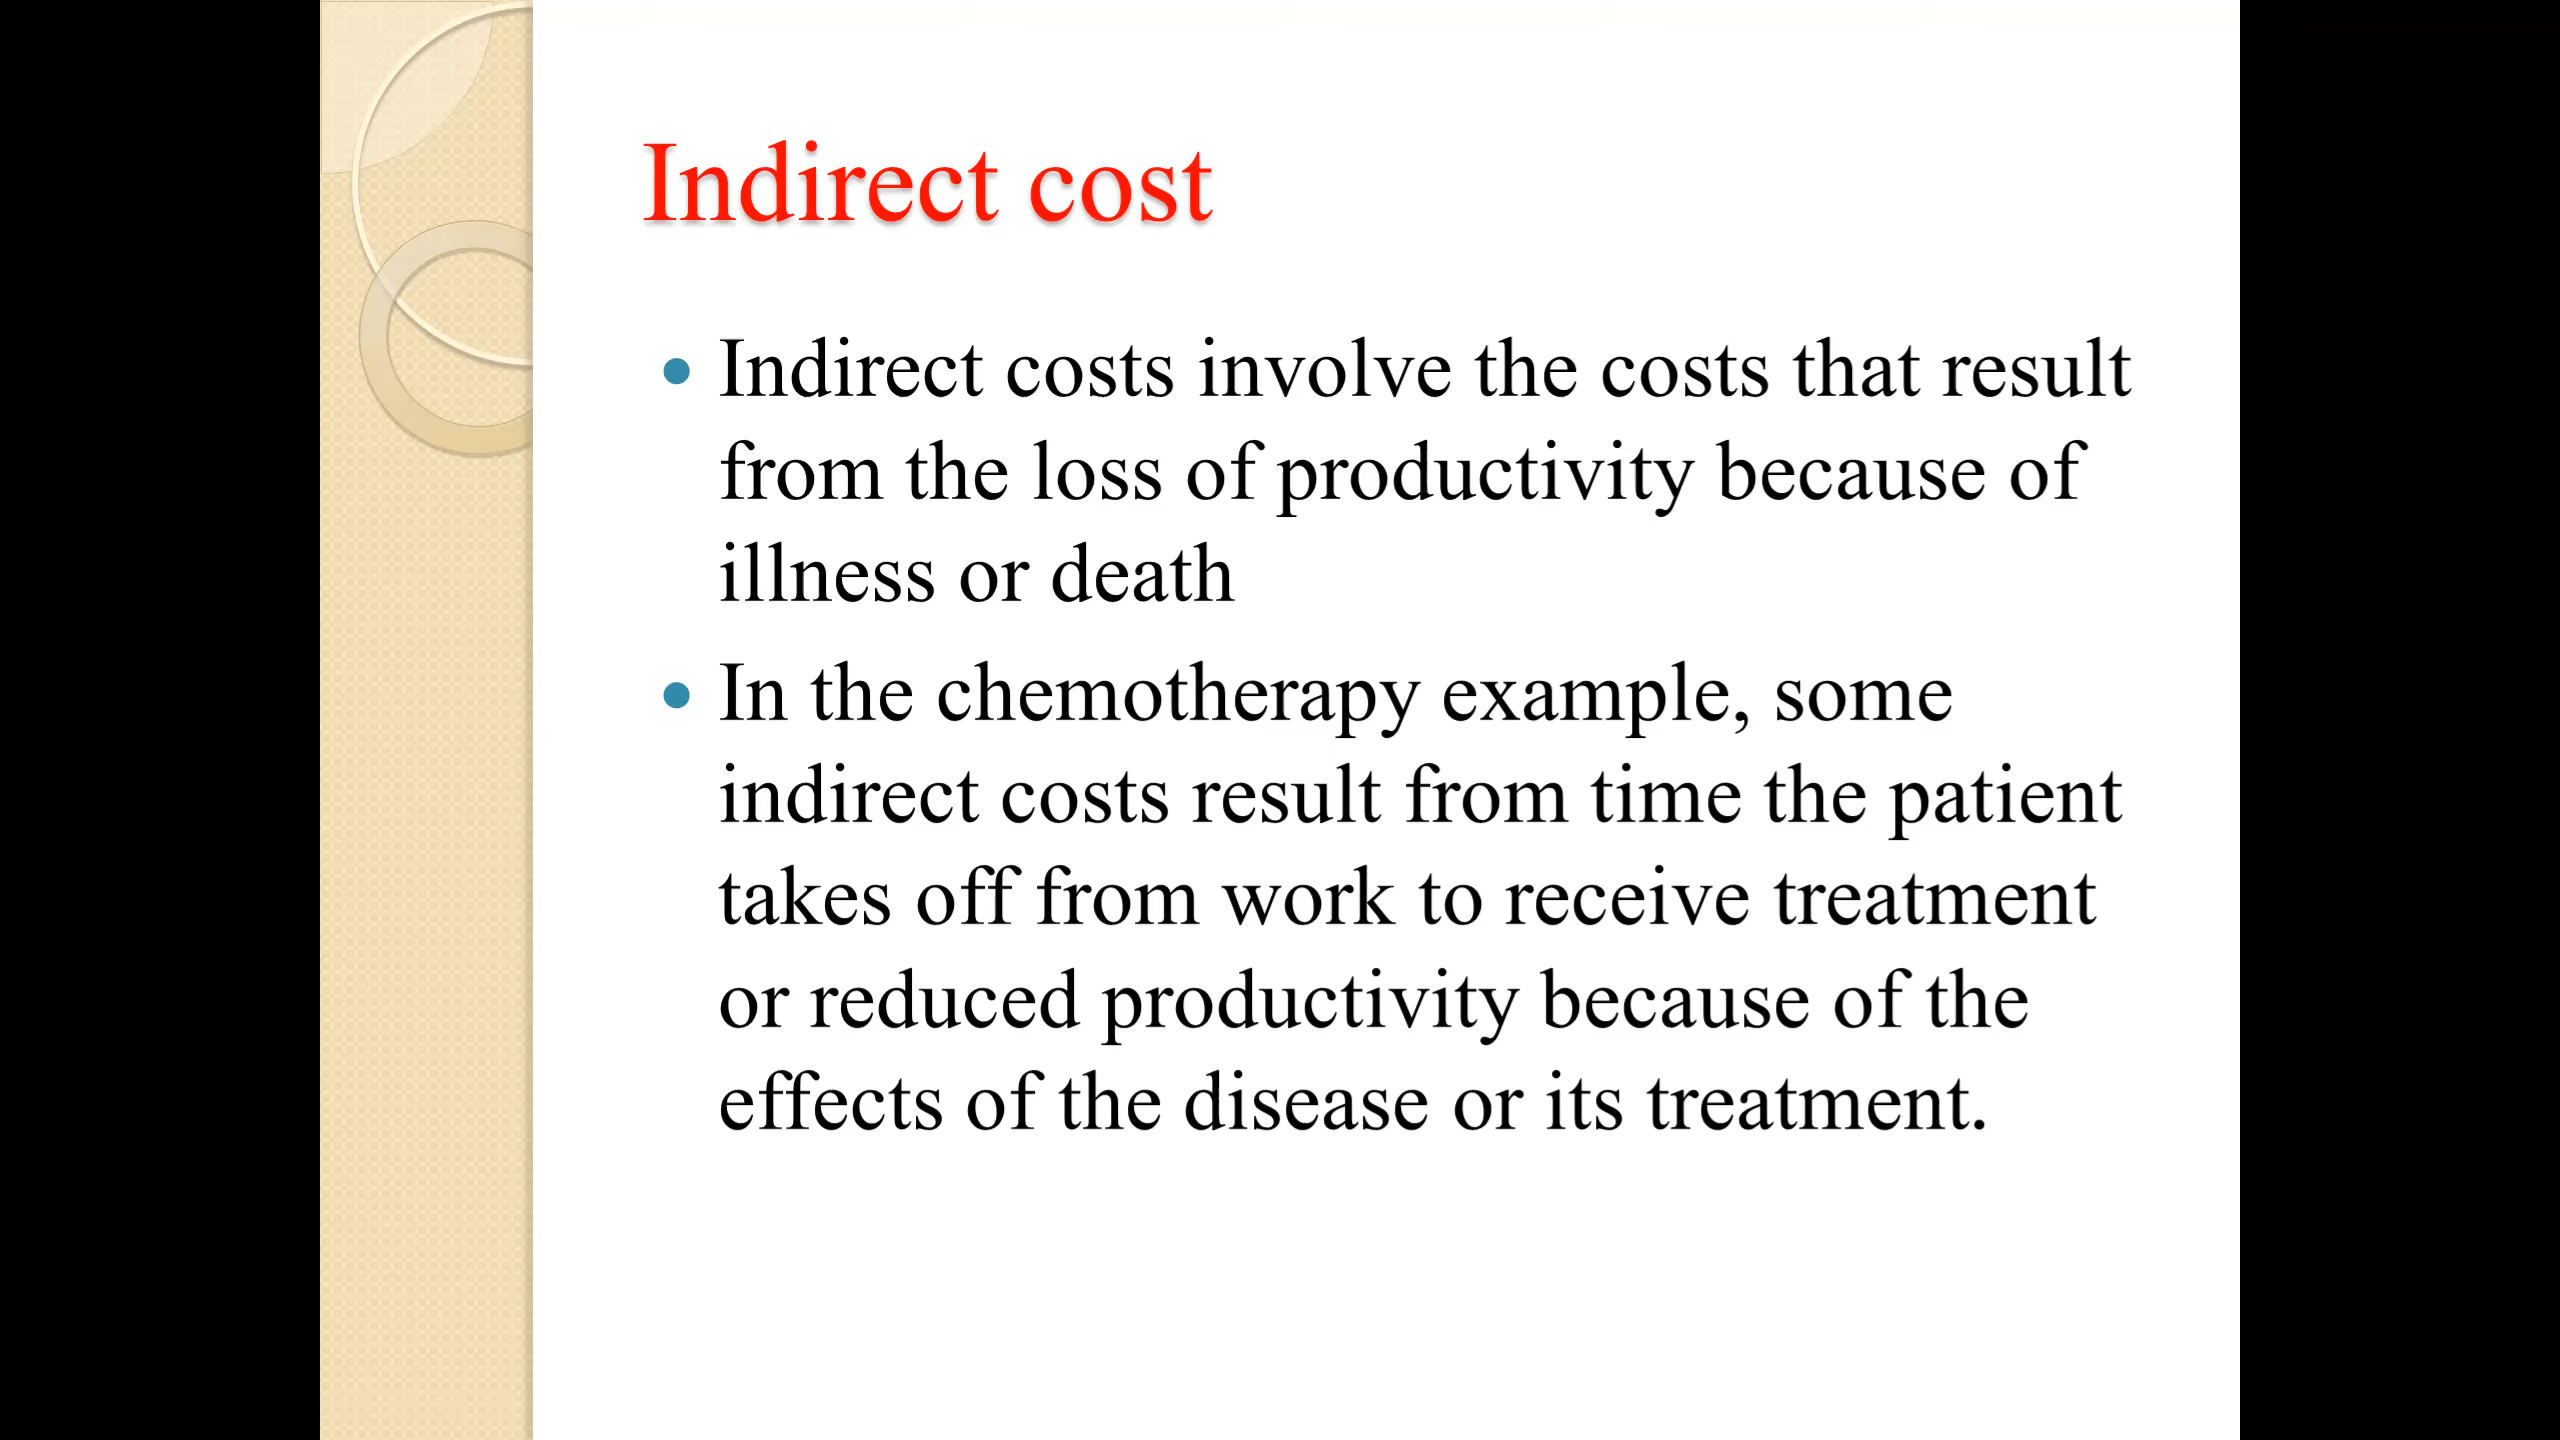 Indirect cost
• Indirect costs involve the costs that result
from the loss of productivity because of
illness or death
• In the chemotherapy example, some
indirect costs result from time the patient
takes off from work to receive treatment
or reduced productivity because of the
effects of the disease or its treatment.